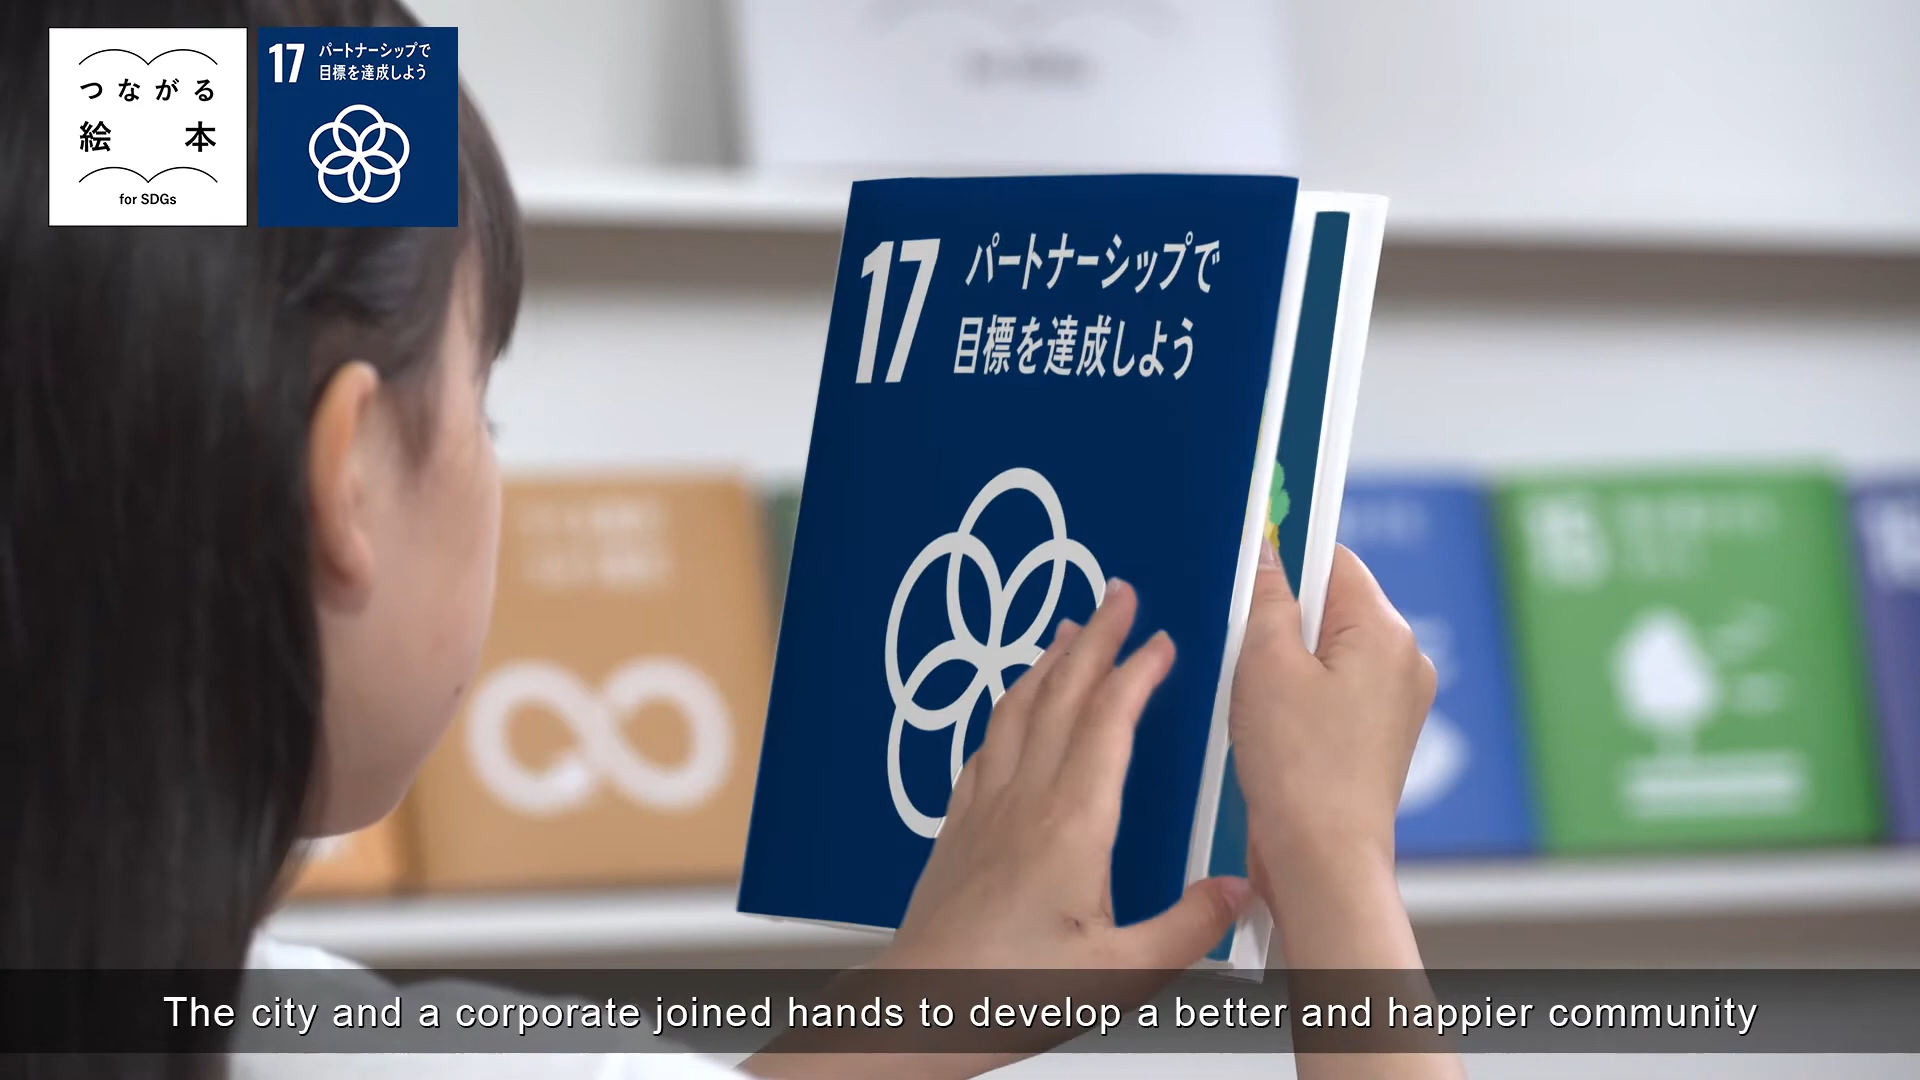 つながる
絵本
for SDGs
17 パートナーシップで
目標を達成しよう
17 パートナーシップで
目標を達成しよう
15
The city and a corporate joined hands to develop a better and happier community